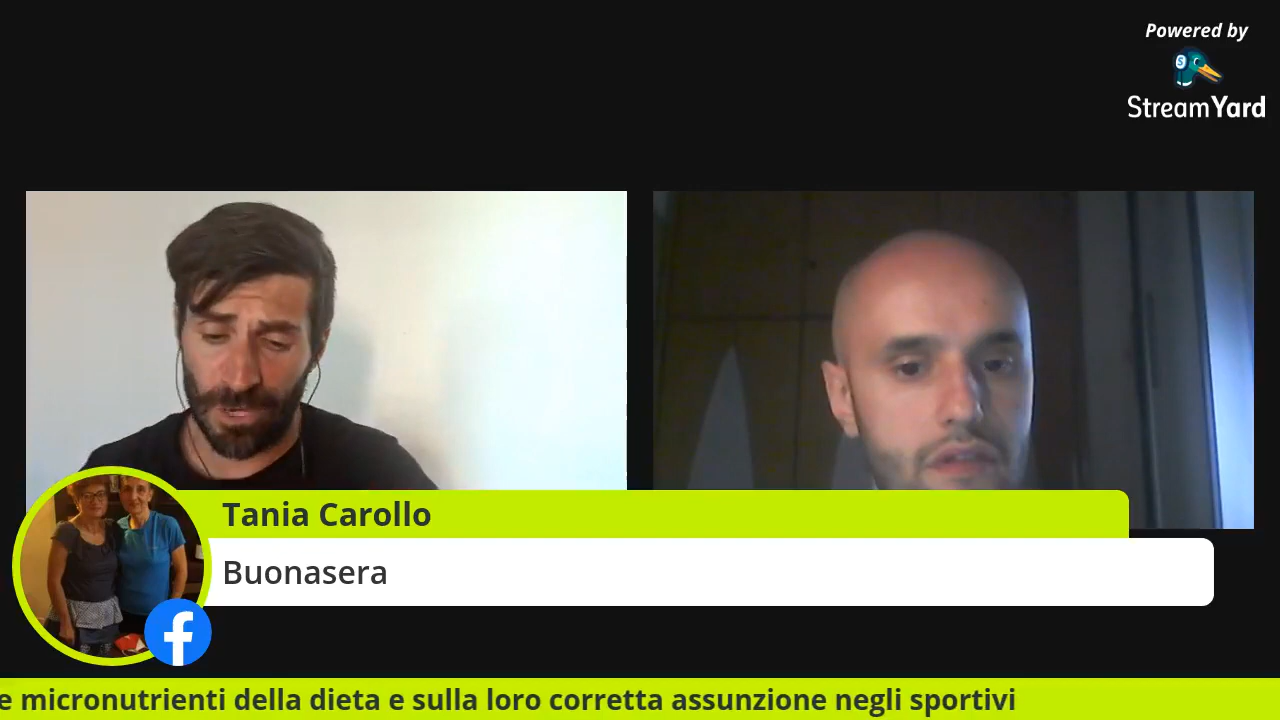 Powered by
StreamYard
Tania Carollo
Buonasera
e micronutrienti della dieta e sulla loro corretta assunzione negli sportivi